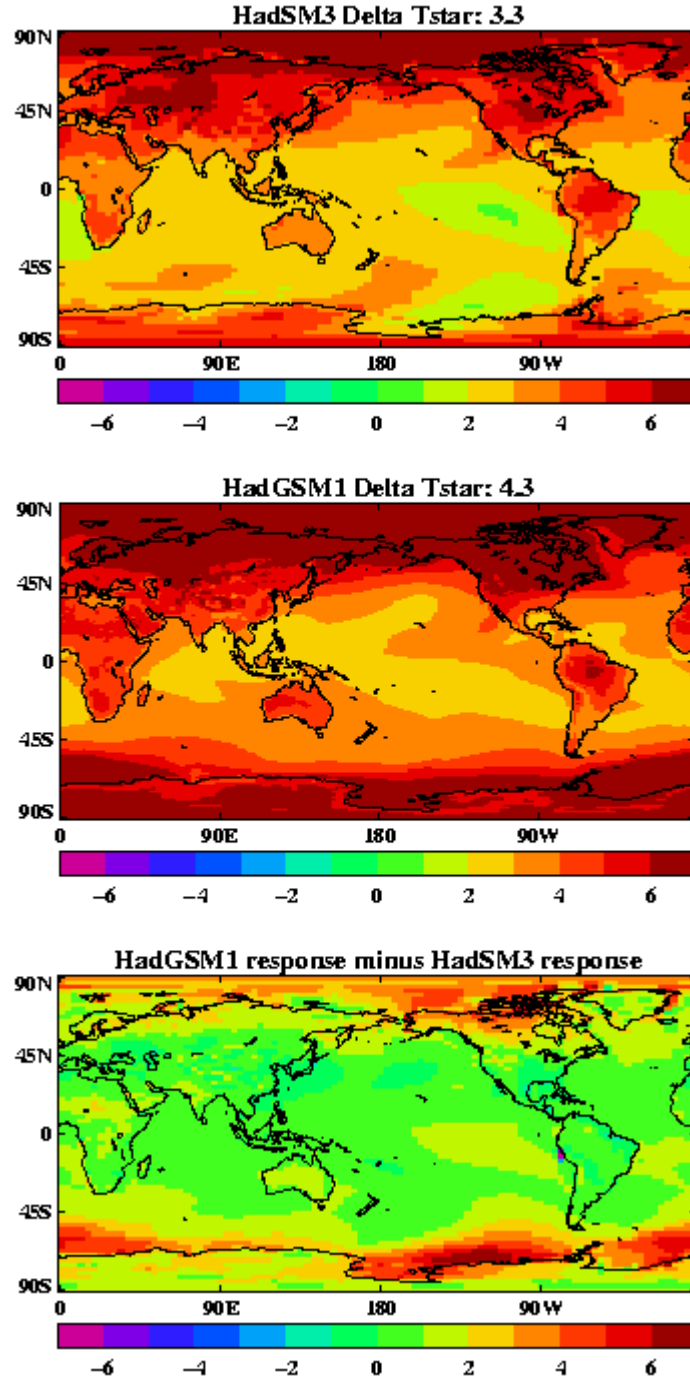 HadSM3 Delta Tstar: 3.3
90N
45N
0
45S
90S
0 90E 180 90W
−6 −4 −2 0 2 4 6
HadGSM1 Delta Tstar: 4.3
90N
45N
0
45S
90S
0 90E 180 90W
−6 −4 −2 0 2 4 6
HadGSM1 response minus HadSM3 response
90N
45N
0
45S
90S
0 90E 180 90W
−6 −4 −2 0 2 4 6